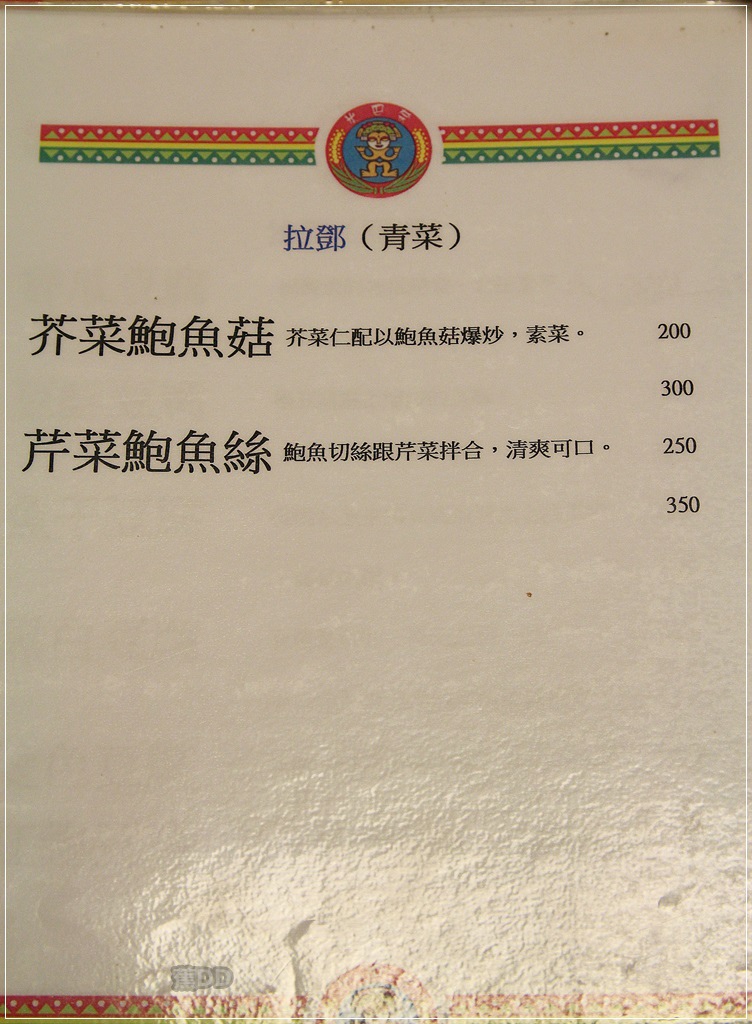 拉鄧（青菜）
芥菜鮑魚菇 芥菜仁配以鮑魚菇爆炒，素菜。 200
300
芹菜鮑魚絲 鮑魚切絲跟芹菜拌合，清爽可口。 250
350